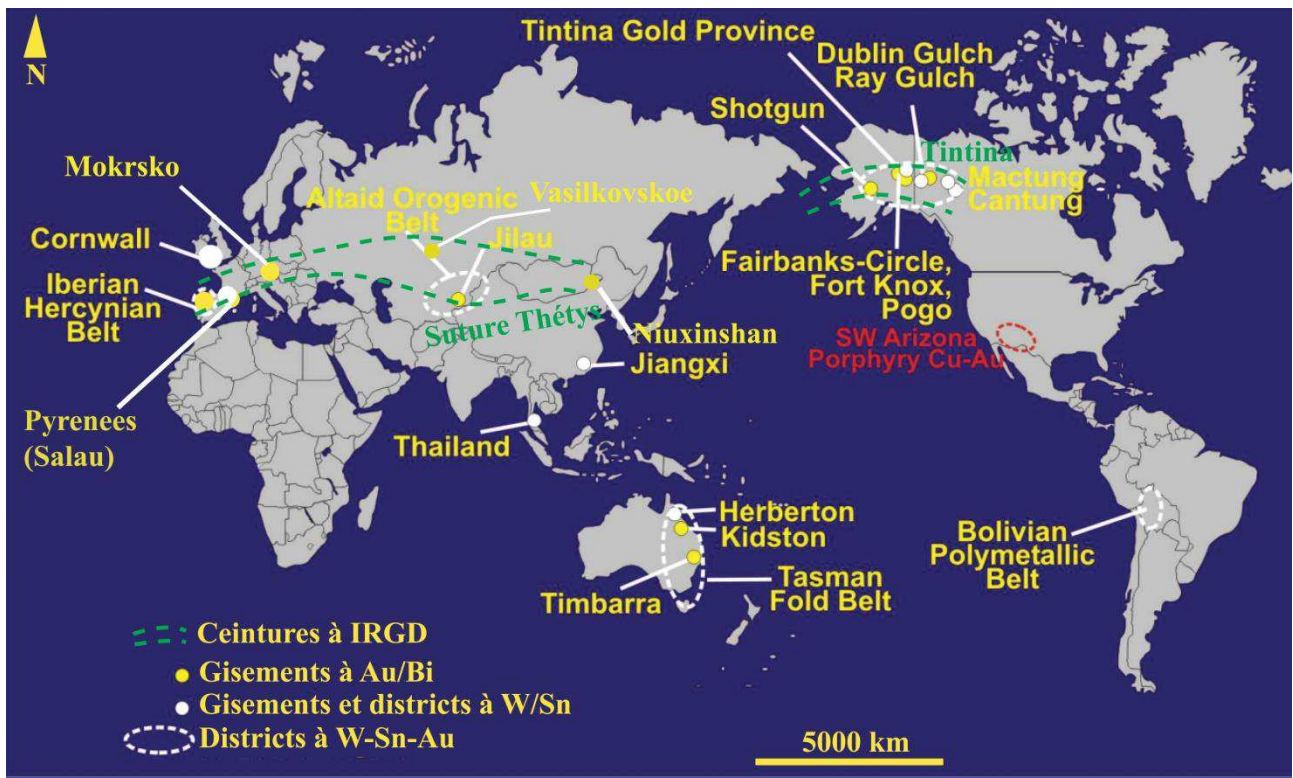 N
Tintina Gold Province
Dublin Gulch
Ray Gulch
Shotgun
Tintina
Mactung
Cantung
Mokrsko
Altaid Orogenic
Belt
Vasilkovskoe
Jilau
Cornwall
Iberian
Hercynian
Belt
Suture Thétys
Fairbanks-Circle,
Fort Knox,
Pogo
Niuxinshan
Jiangxi
SW Arizona
Porphyry Cu-Au
Pyrenees
(Salau)
Thailand
Herberton
Kidston
Timbarra
Tasman
Fold Belt
Bolivian
Polymetallic
Belt
Ceintures à IRGD
Gisements à Au/Bi
Gisements et districts à W/Sn
Districts à W-Sn-Au
5000 km